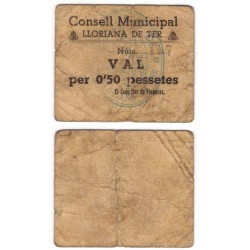 Consell Municipal
LLORIANA DE TER
Núm.
VAL
per 0'50 pessetes
El Conseller de Finances,